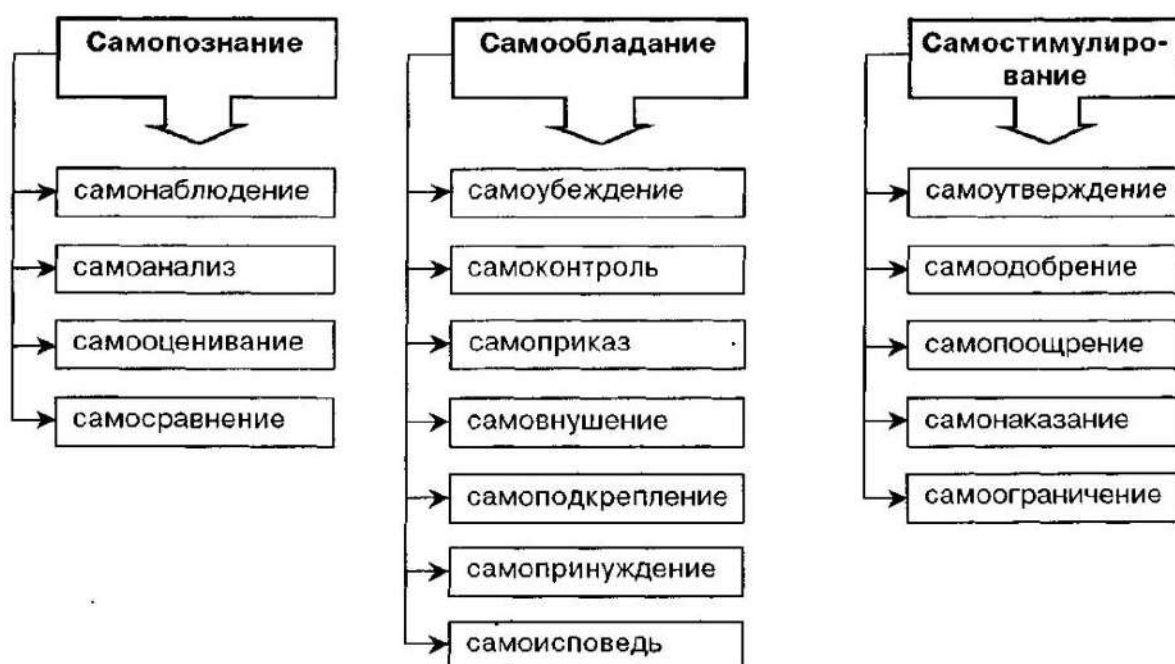 Самопознание
самонаблюдение
самоанализ
самооценивание
самосравнение
Самообладание
самоубеждение
самоконтроль
самоприказ
самовнушение
самоподкрепление
самопринуждение
самоисповедь
Самостимулиро-
вание
самоутверждение
самоодобрение
самопоощрение
самонаказание
самоограничение